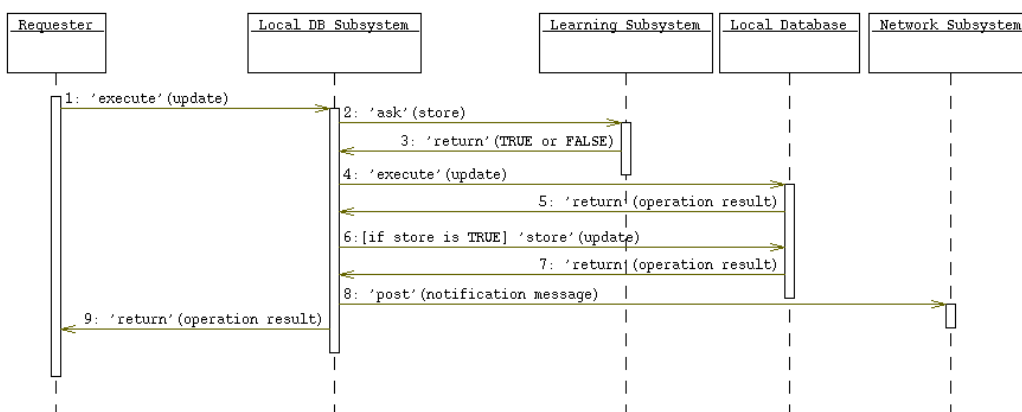 Requester
Local DB Subsystem
Learning Subsystem
Local Database
Network Subsystem
1: 'execute'(update)
2: 'ask'(store)
3: 'return'(TRUE or FALSE)
4: 'execute'(update)
5: 'return'(operation result)
6:[if store is TRUE] 'store'(update)
7: 'return'(operation result)
8: 'post'(notification message)
9: 'return'(operation result)